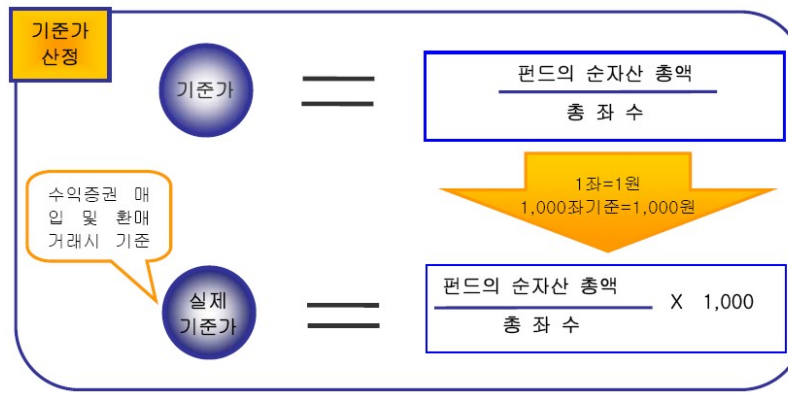 기준가
산정
기준가
펀드의 순자산 총액
총 좌 수
1좌=1원
1,000좌기준=1,000원
수익증권 매
입 및 환매
거래시 기준
실제
기준가
펀드의 순자산 총액
총 좌 수
X 1,000